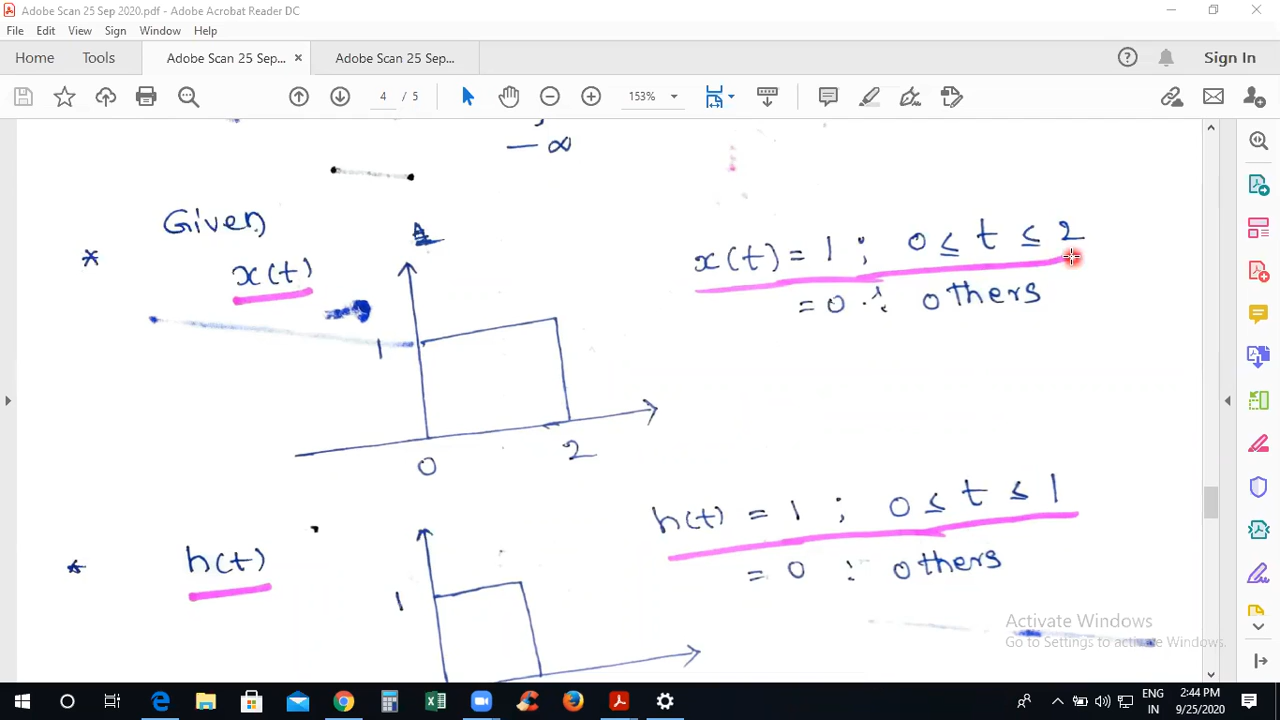 Adobe Scan 25 Sep 2020.pdf - Adobe Acrobat Reader DC
File Edit View Sign Window Help
Home Tools Adobe Scan 25 Sep... × Adobe Scan 25 Sep... Sign In
4 / 5 153%
— ∞
Given
* x(t)
x(t) = 1 ; 0 ≤ t ≤ 2
= 0 ; others
1
0 2
* h(t)
h(t) = 1 ; 0 ≤ t ≤ 1
= 0 : others
1
Activate Windows
Go to Settings to activate Windows.
ENG
IN
2:44 PM
9/25/2020